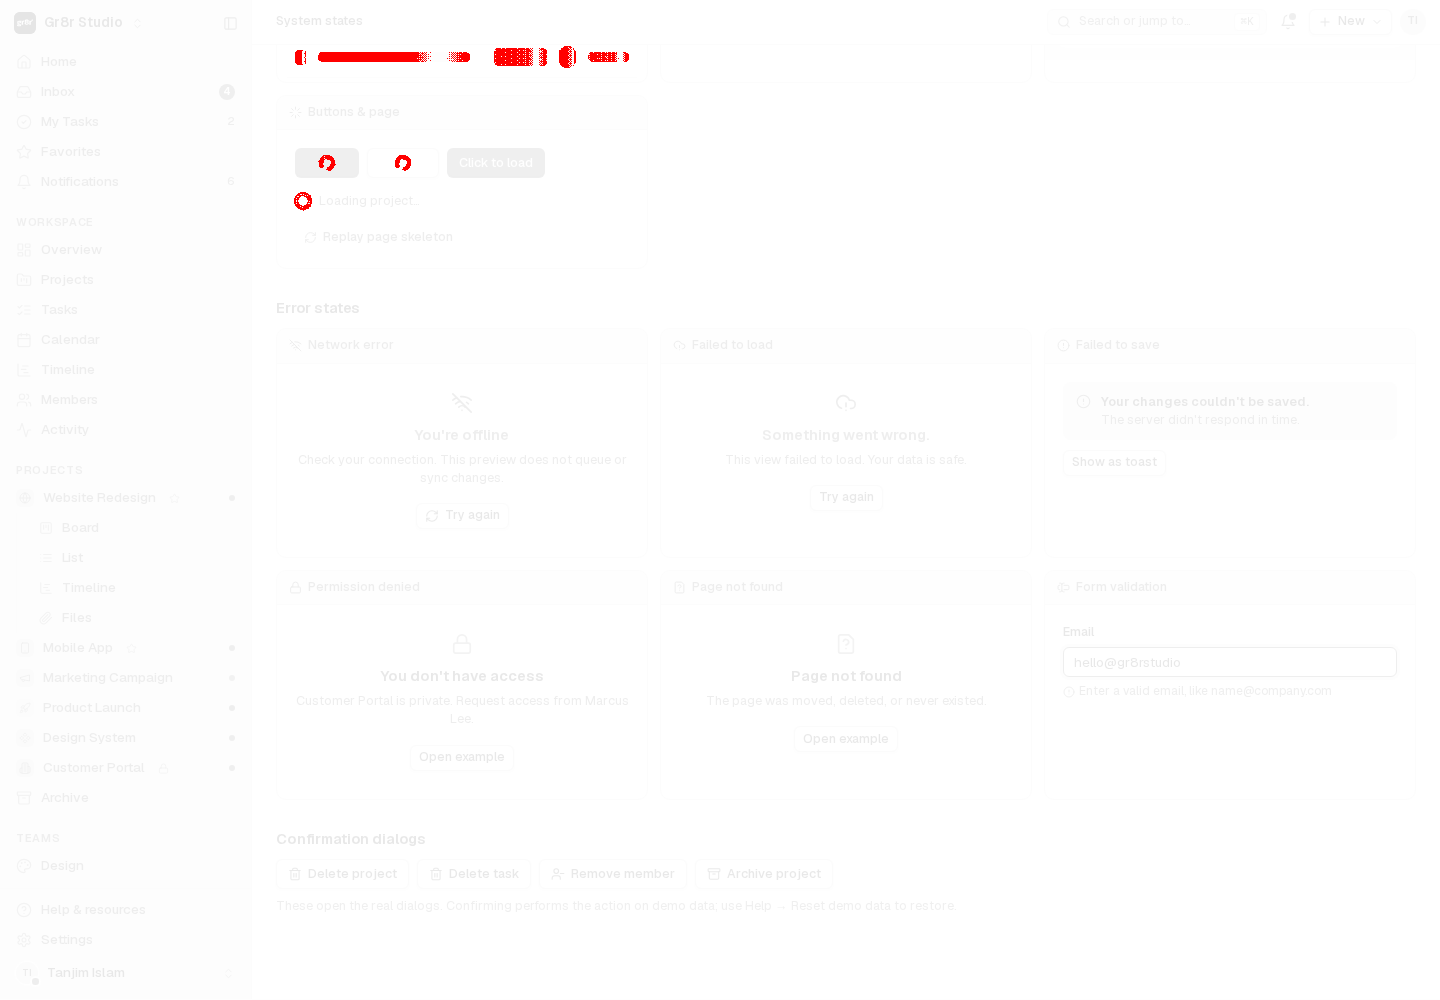 gr8r Gr8r Studio
System states
Search or jump to...
⌘K
New
TI
Home
Inbox
4
My Tasks
2
Favorites
Notifications
6
WORKSPACE
Overview
Projects
Tasks
Calendar
Timeline
Members
Activity
PROJECTS
Website Redesign
Board
List
Timeline
Files
Mobile App
Marketing Campaign
Product Launch
Design System
Customer Portal
Archive
TEAMS
Design
Help & resources
Settings
TI Tanjim Islam
Buttons & page
Click to load
Loading project...
Replay page skeleton
Error states
Network error
You're offline
Check your connection. This preview does not queue or
sync changes.
Try again
Failed to load
Something went wrong.
This view failed to load. Your data is safe.
Try again
Failed to save
Your changes couldn't be saved.
The server didn't respond in time.
Show as toast
Permission denied
You don't have access
Customer Portal is private. Request access from Marcus
Lee.
Open example
Page not found
Page not found
The page was moved, deleted, or never existed.
Open example
Form validation
Email
hello@gr8rstudio
Enter a valid email, like name@company.com
Confirmation dialogs
Delete project
Delete task
Remove member
Archive project
These open the real dialogs. Confirming performs the action on demo data; use Help → Reset demo data to restore.